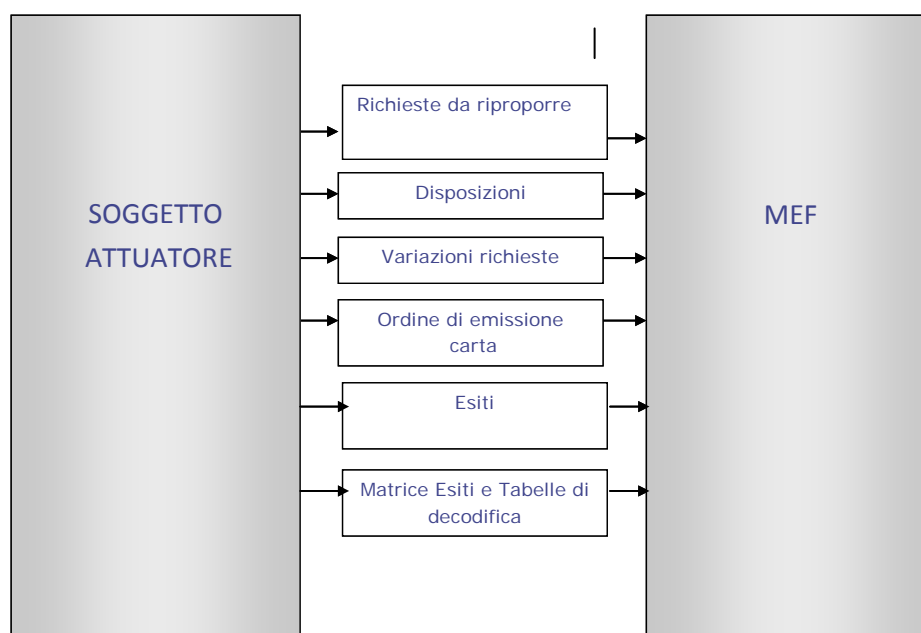 Richieste da riproporre
Disposizioni
SOGGETTO
ATTUATORE
MEF
Variazioni richieste
Ordine di emissione
carta
Esiti
Matrice Esiti e Tabelle di
decodifica